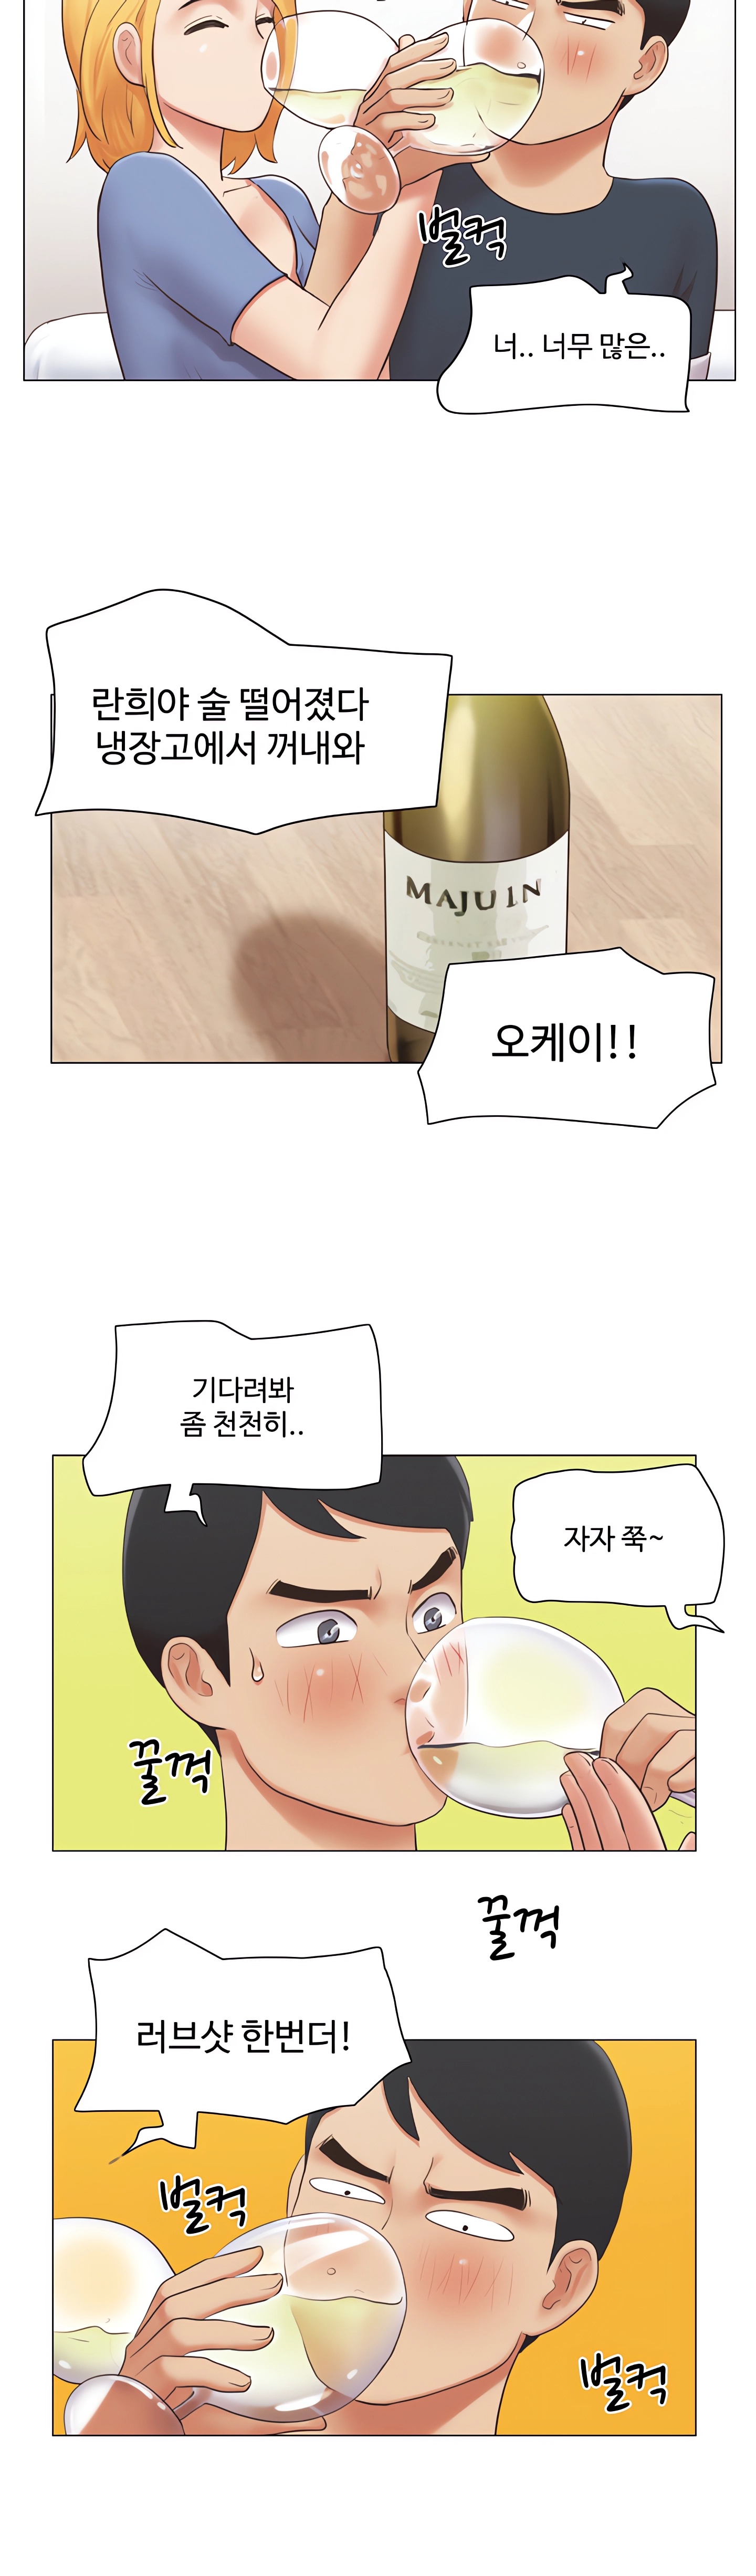 벌컥
너.. 너무 많은..
란희야 술 떨어졌다
냉장고에서 꺼내와
MAJUIN
오케이!!
기다려봐
좀 천천히..
자자 쭉~
꿀꺽
꿀꺽
러브샷 한번더!
벌컥
벌컥